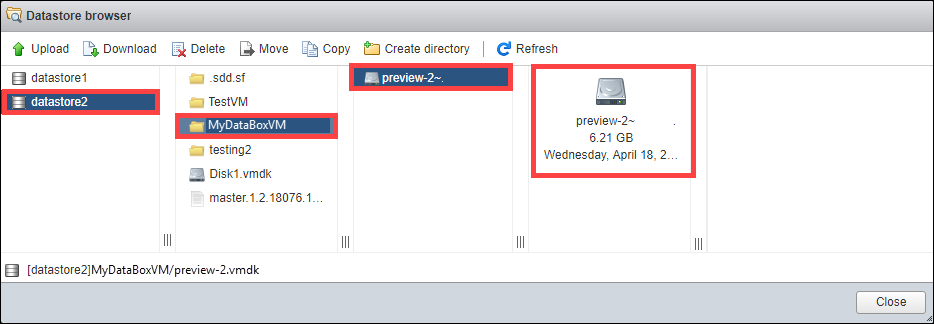 Datastore browser
Upload Download Delete Move Copy Create directory Refresh
datastore1
datastore2
.sdd.sf
TestVM
MyDataBoxVM
testing2
Disk1.vmdk
master.1.2.18076.1...
preview-2~.
preview-2~ .
6.21 GB
Wednesday, April 18, 2...
[datastore2]MyDataBoxVM/preview-2.vmdk
Close